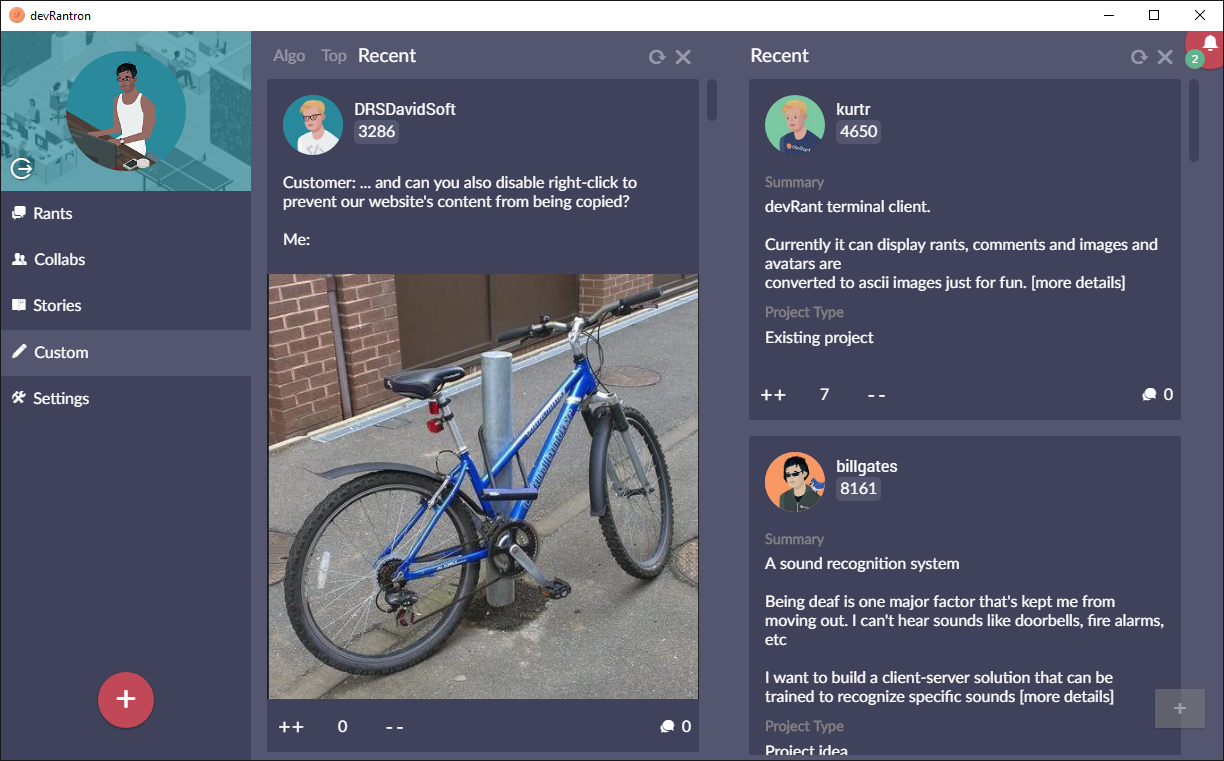 devRantron
Rants
Collabs
Stories
Custom
Settings
+
Algo Top Recent
DRSDavidSoft
3286
Customer: ... and can you also disable right-click to
prevent our website's content from being copied?
Me:
++ 0 -- 0
Recent
2
kurtr
4650
Summary
devRant terminal client.
Currently it can display rants, comments and images and
avatars are
converted to ascii images just for fun. [more details]
Project Type
Existing project
++ 7 -- 0
billgates
8161
Summary
A sound recognition system
Being deaf is one major factor that's kept me from
moving out. I can't hear sounds like doorbells, fire alarms,
etc
I want to build a client-server solution that can be
trained to recognize specific sounds [more details]
Project Type
Project idea
+